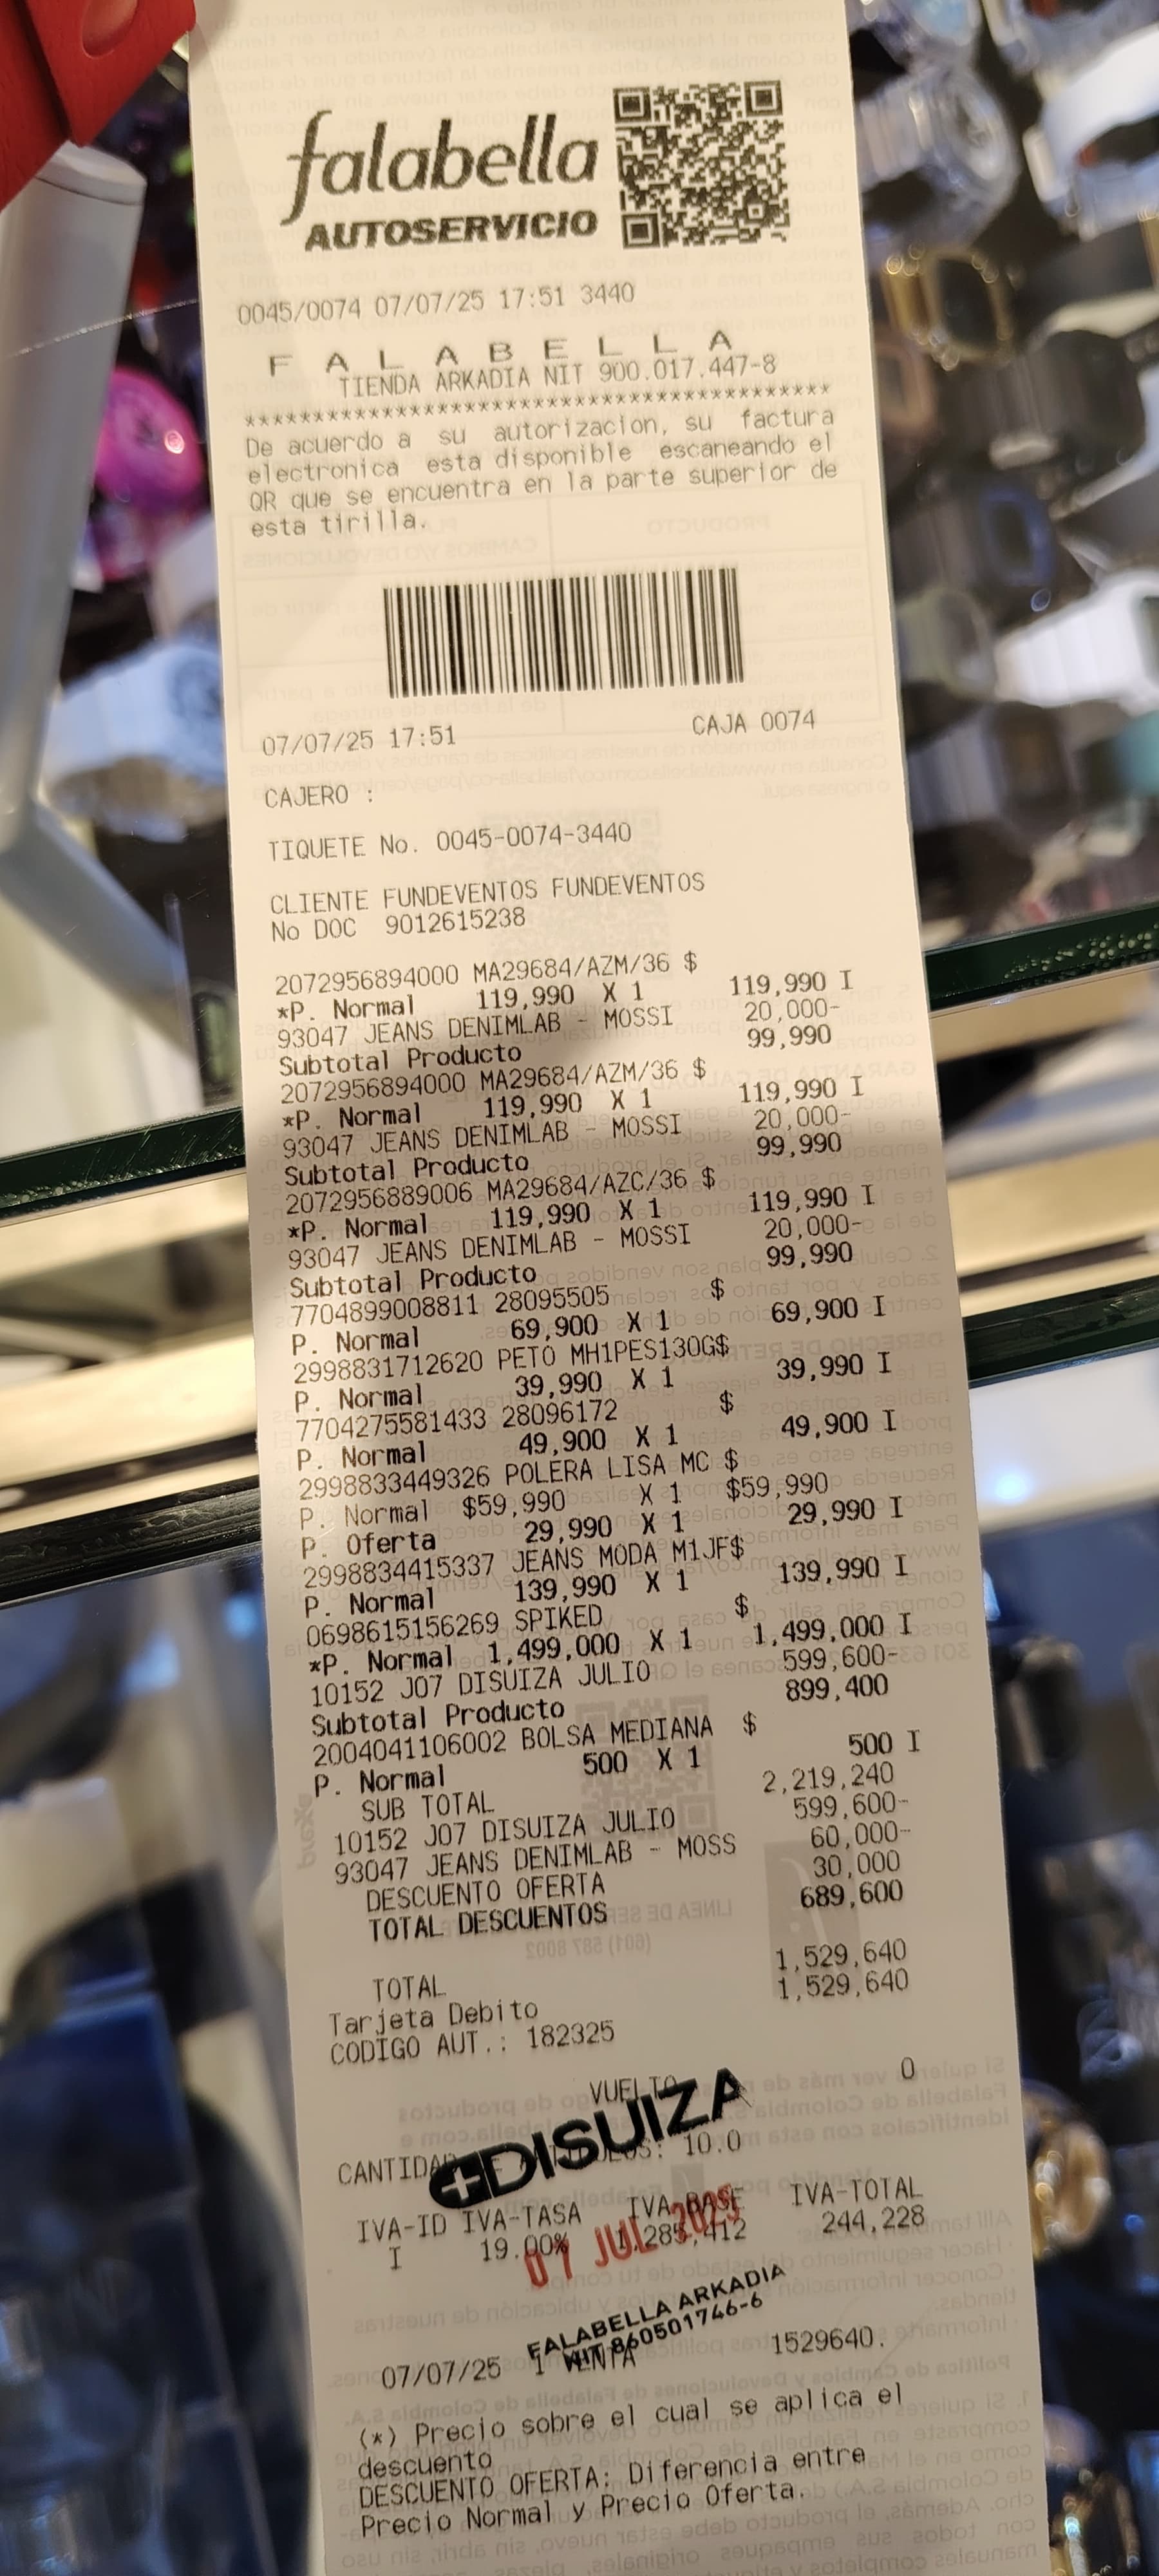 falabella
AUTOSERVICIO
0045/0074 07/07/25 17:51 3440
F A L A B E L L A
TIENDA ARKADIA NIT 900.017.447-8
*******************************************
De acuerdo a su autorizacion, su factura
electronica esta disponible escaneando el
QR que se encuentra en la parte superior de
esta tirilla.
07/07/25 17:51 CAJA 0074
CAJERO :
TIQUETE No. 0045-0074-3440
CLIENTE FUNDEVENTOS FUNDEVENTOS
No DOC 9012615238
2072956894000 MA29684/AZM/36 $
*P. Normal 119,990 X 1 119,990 I
93047 JEANS DENIMLAB - MOSSI 20,000-
Subtotal Producto 99,990
2072956894000 MA29684/AZM/36 $
*P. Normal 119,990 X 1 119,990 I
93047 JEANS DENIMLAB - MOSSI 20,000-
Subtotal Producto 99,990
2072956889006 MA29684/AZC/36 $
*P. Normal 119,990 X 1 119,990 I
93047 JEANS DENIMLAB - MOSSI 20,000-
Subtotal Producto 99,990
7704899008811 28095505 $
P. Normal 69,900 X 1 69,900 I
2998831712620 PETO MH1PES130G$
P. Normal 39,990 X 1 39,990 I
7704275581433 28096172 $
P. Normal 49,900 X 1 49,900 I
2998833449326 POLERA LISA MC $
P. Normal $59,990 X 1 $59,990
P. Oferta 29,990 X 1 29,990 I
2998834415337 JEANS MODA M1JF$
P. Normal 139,990 X 1 139,990 I
0698615156269 SPIKED $
*P. Normal 1,499,000 X 1 1,499,000 I
10152 J07 DISUIZA JULIO 599,600-
Subtotal Producto 899,400
2004041106002 BOLSA MEDIANA $
P. Normal 500 X 1 500 I
SUB TOTAL 2,219,240
10152 J07 DISUIZA JULIO 599,600-
93047 JEANS DENIMLAB - MOSS 60,000-
DESCUENTO OFERTA 30,000
TOTAL DESCUENTOS 689,600
TOTAL 1,529,640
Tarjeta Debito 1,529,640
CODIGO AUT.: 182325
VUELTO 0
DISUIZA
CANTIDAD 10.0
IVA-ID IVA-TASA IVA-BASE IVA-TOTAL
I 19.00% 1,285,412 244,228
07 JUL 2025
FALABELLA ARKADIA
NIT 860501746-6
07/07/25 1 VENTA 1529640.
(*) Precio sobre el cual se aplica el
descuento
DESCUENTO OFERTA: Diferencia entre
Precio Normal y Precio Oferta.